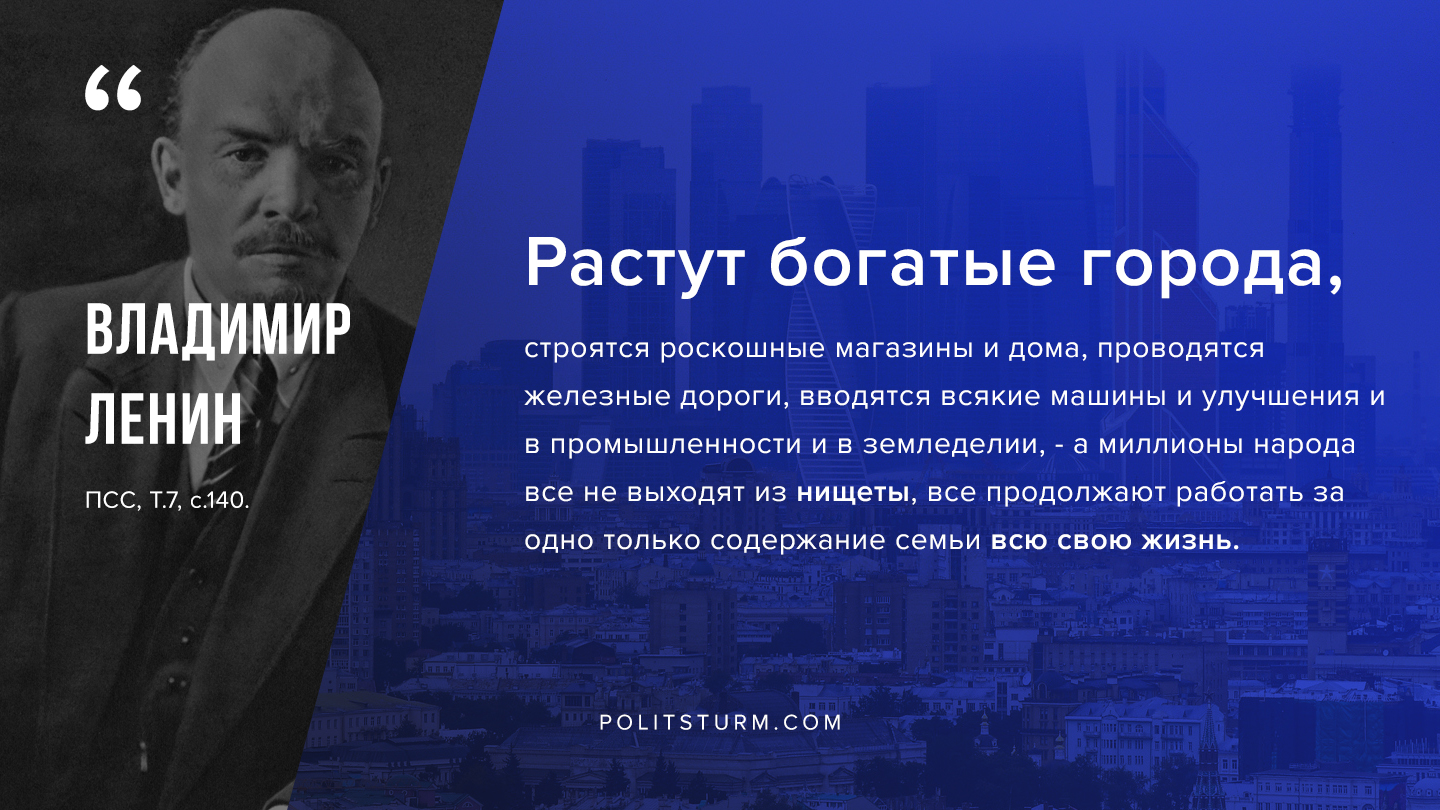 “
ВЛАДИМИР
ЛЕНИН
ПСС, Т.7, с.140.
Растут богатые города,
строятся роскошные магазины и дома, проводятся
железные дороги, вводятся всякие машины и улучшения и
в промышленности и в земледелии, - а миллионы народа
все не выходят из нищеты, все продолжают работать за
одно только содержание семьи всю свою жизнь.
POLITSTURM.COM